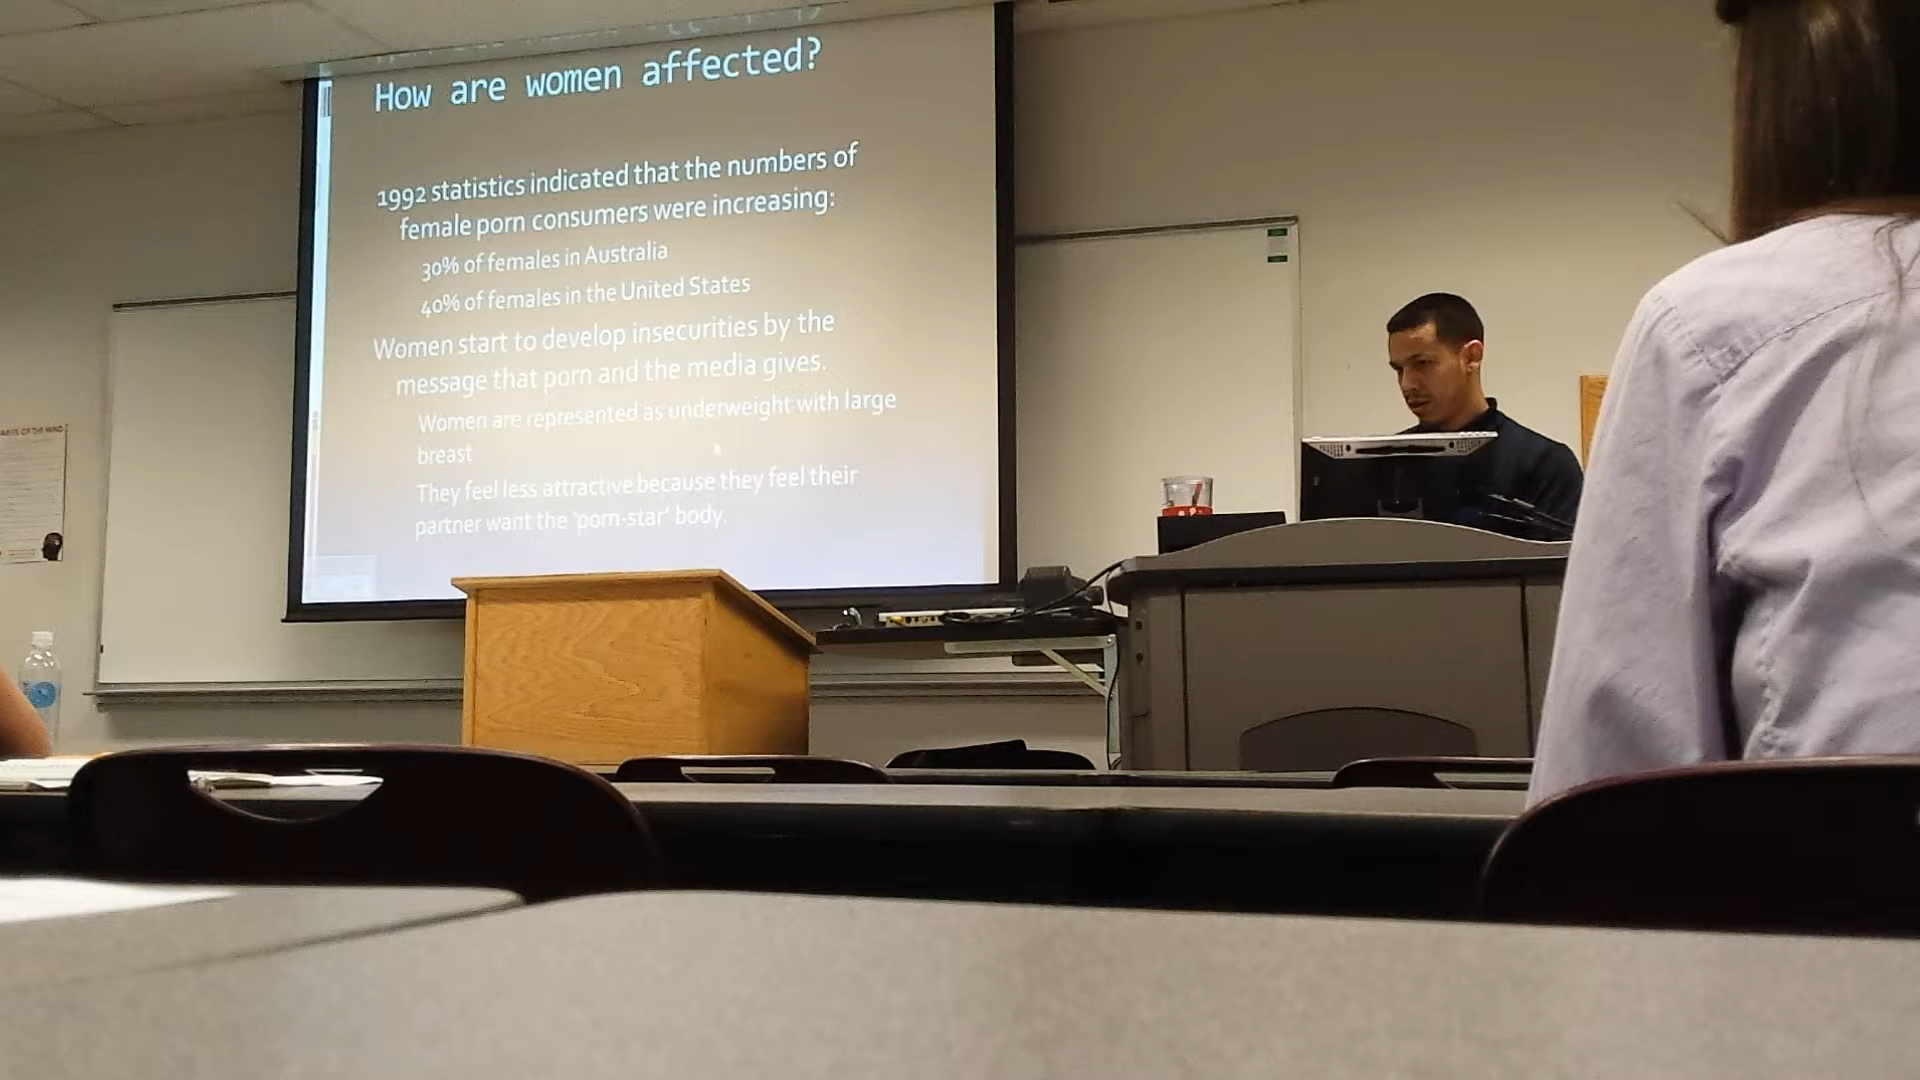 How are women affected?
1992 statistics indicated that the numbers of
female porn consumers were increasing:
30% of females in Australia
40% of females in the United States
Women start to develop insecurities by the
message that porn and the media gives.
Women are represented as underweight with large
breast
They feel less attractive because they feel their
partner want the 'porn-star' body.